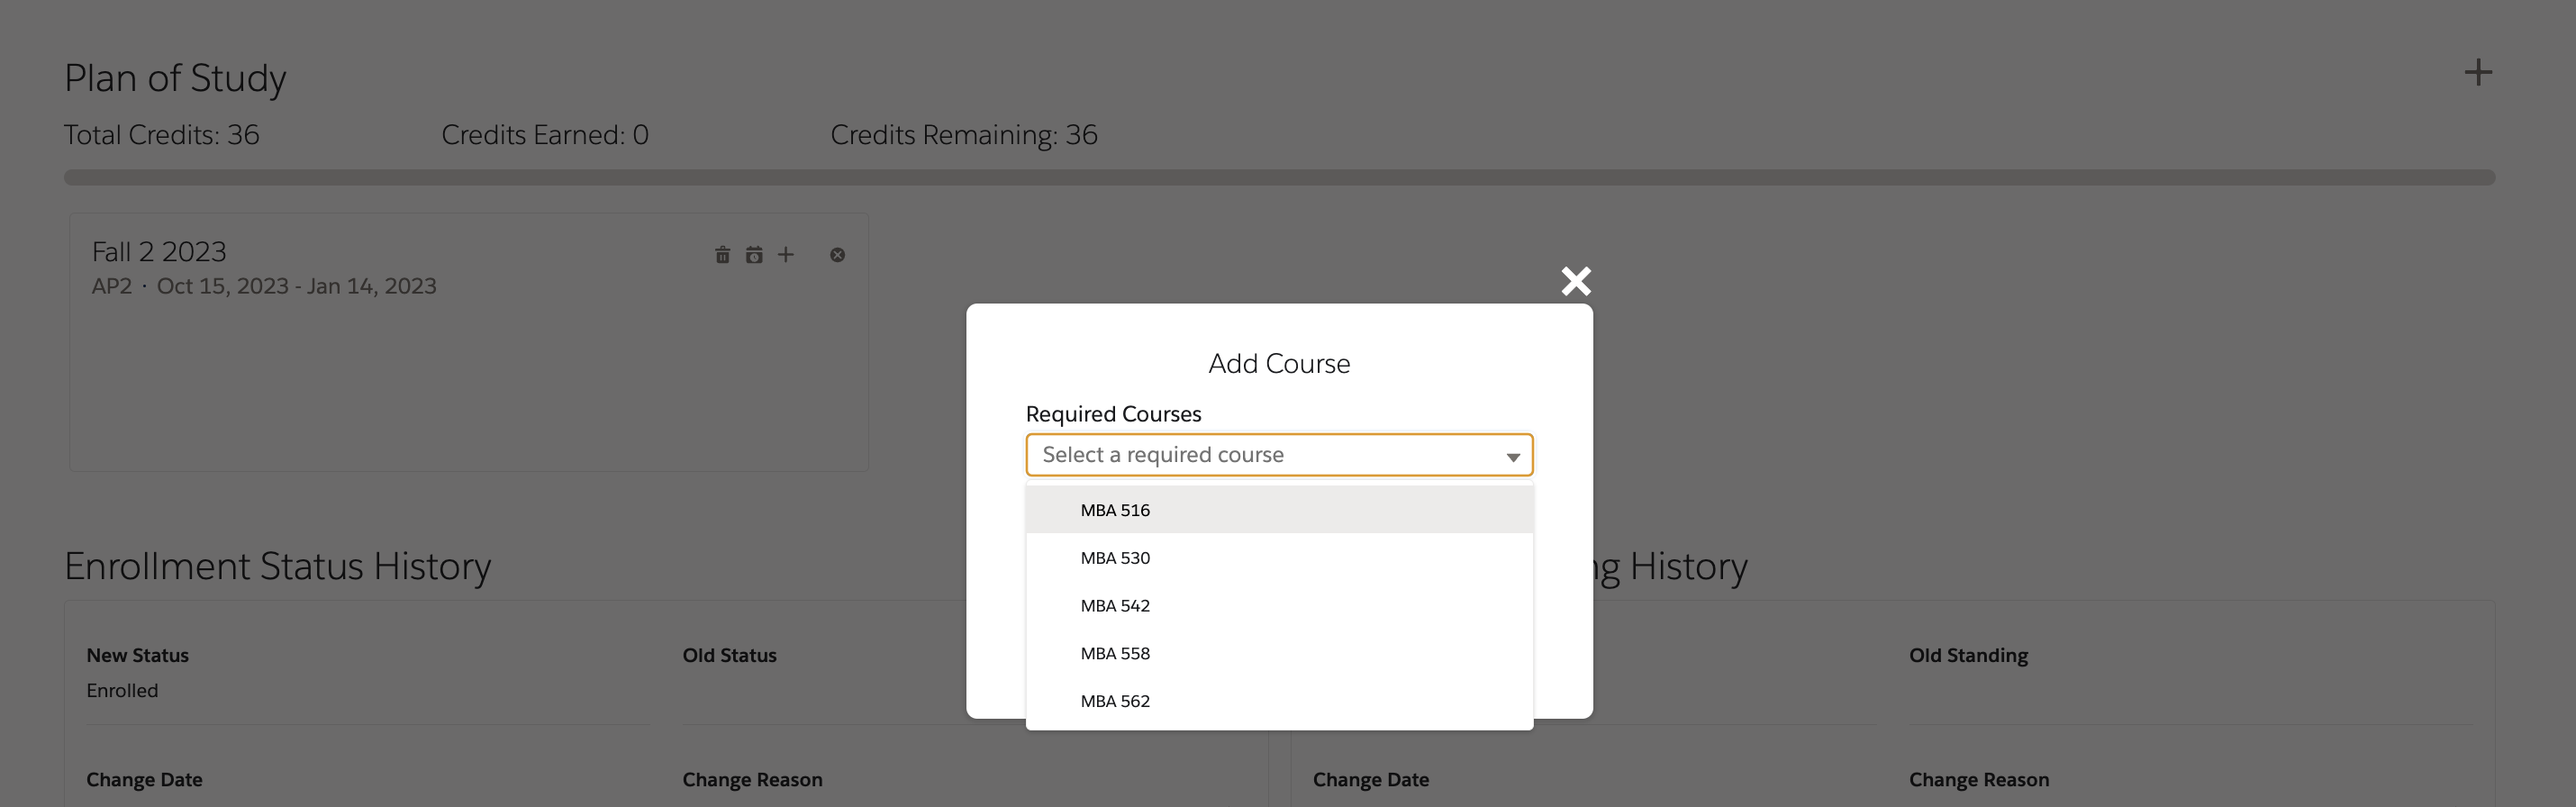 Plan of Study
Total Credits: 36 Credits Earned: 0 Credits Remaining: 36
Fall 2 2023
AP2 · Oct 15, 2023 - Jan 14, 2023
Add Course
Required Courses
Select a required course
MBA 516
MBA 530
MBA 542
MBA 558
MBA 562
Enrollment Status History
History
New Status Old Status Old Standing
Enrolled
Change Date Change Reason Change Date Change Reason